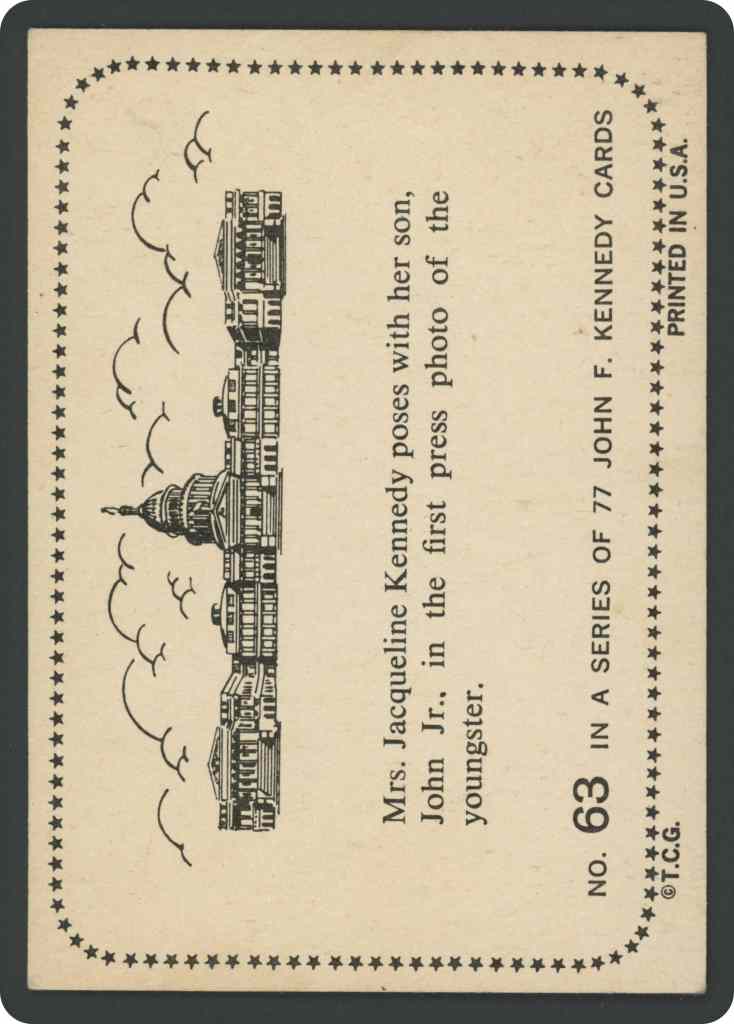 Mrs. Jacqueline Kennedy poses with her son,
John Jr., in the first press photo of the
youngster.
NO. 63 IN A SERIES OF 77 JOHN F. KENNEDY CARDS
©T.C.G. PRINTED IN U.S.A.